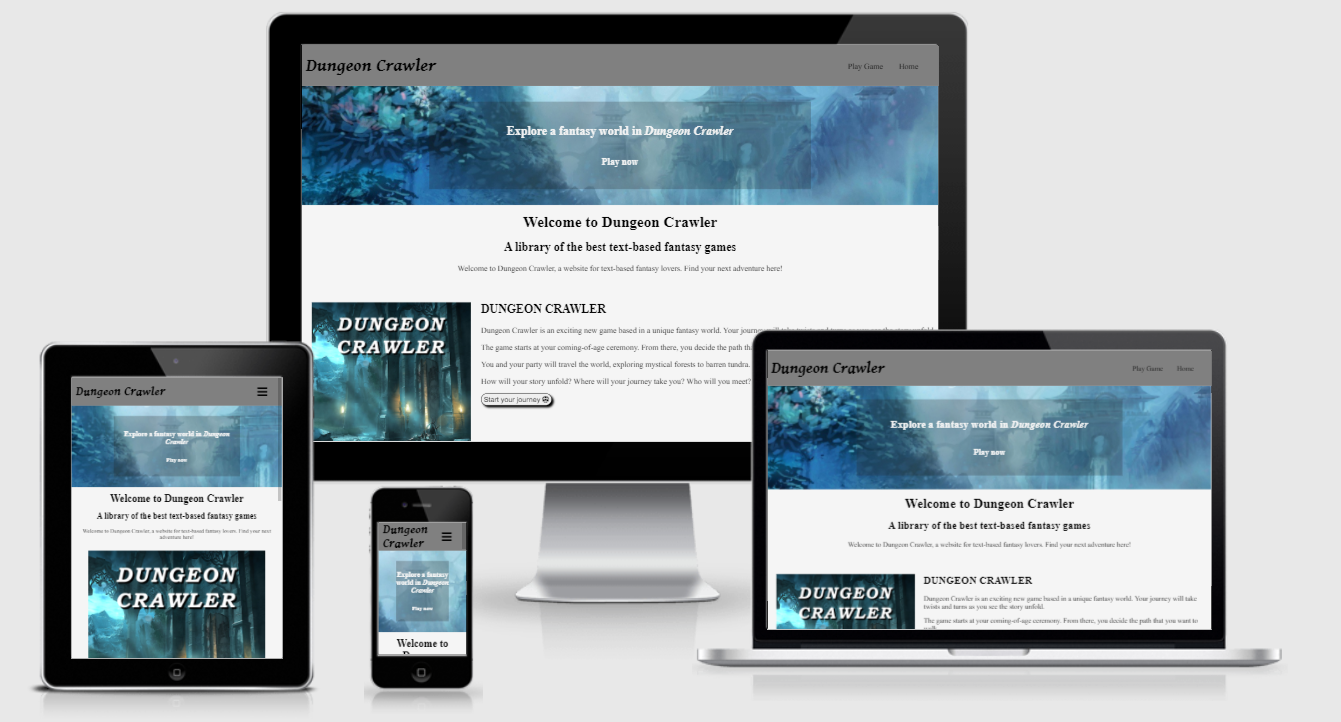 Dungeon Crawler
Play Game Home
Explore a fantasy world in Dungeon Crawler
Play now
Welcome to Dungeon Crawler
A library of the best text-based fantasy games
Welcome to Dungeon Crawler, a website for text-based fantasy lovers. Find your next adventure here!
DUNGEON
CRAWLER
DUNGEON CRAWLER
Dungeon Crawler is an exciting new game based in a unique fantasy world. Your journey will take twists and turns as you see the story unfold.
The game starts at your coming-of-age ceremony. From there, you decide the path
You and your party will travel the world, exploring mystical forests to barren tundra.
How will your story unfold? Where will your journey take you? Who will you meet?
Start your journey
Dungeon Crawler
Explore a fantasy world in Dungeon
Crawler
Play now
Welcome to Dungeon Crawler
A library of the best text-based fantasy games
Welcome to Dungeon Crawler, a website for text-based fantasy lovers. Find your next
adventure here!
DUNGEON
CRAWLER
Dungeon
Crawler
Explore a fantasy
world in Dungeon
Crawler
Play now
Welcome to
Dungeon Crawler
Play Game Home
Explore a fantasy world in Dungeon Crawler
Play now
Welcome to Dungeon Crawler
A library of the best text-based fantasy games
Welcome to Dungeon Crawler, a website for text-based fantasy lovers. Find your next adventure here!
DUNGEON
CRAWLER
DUNGEON CRAWLER
Dungeon Crawler is an exciting new game based in a unique fantasy world. Your journey will take
twists and turns as you see the story unfold.
The game starts at your coming-of-age ceremony. From there, you decide the path that you want to